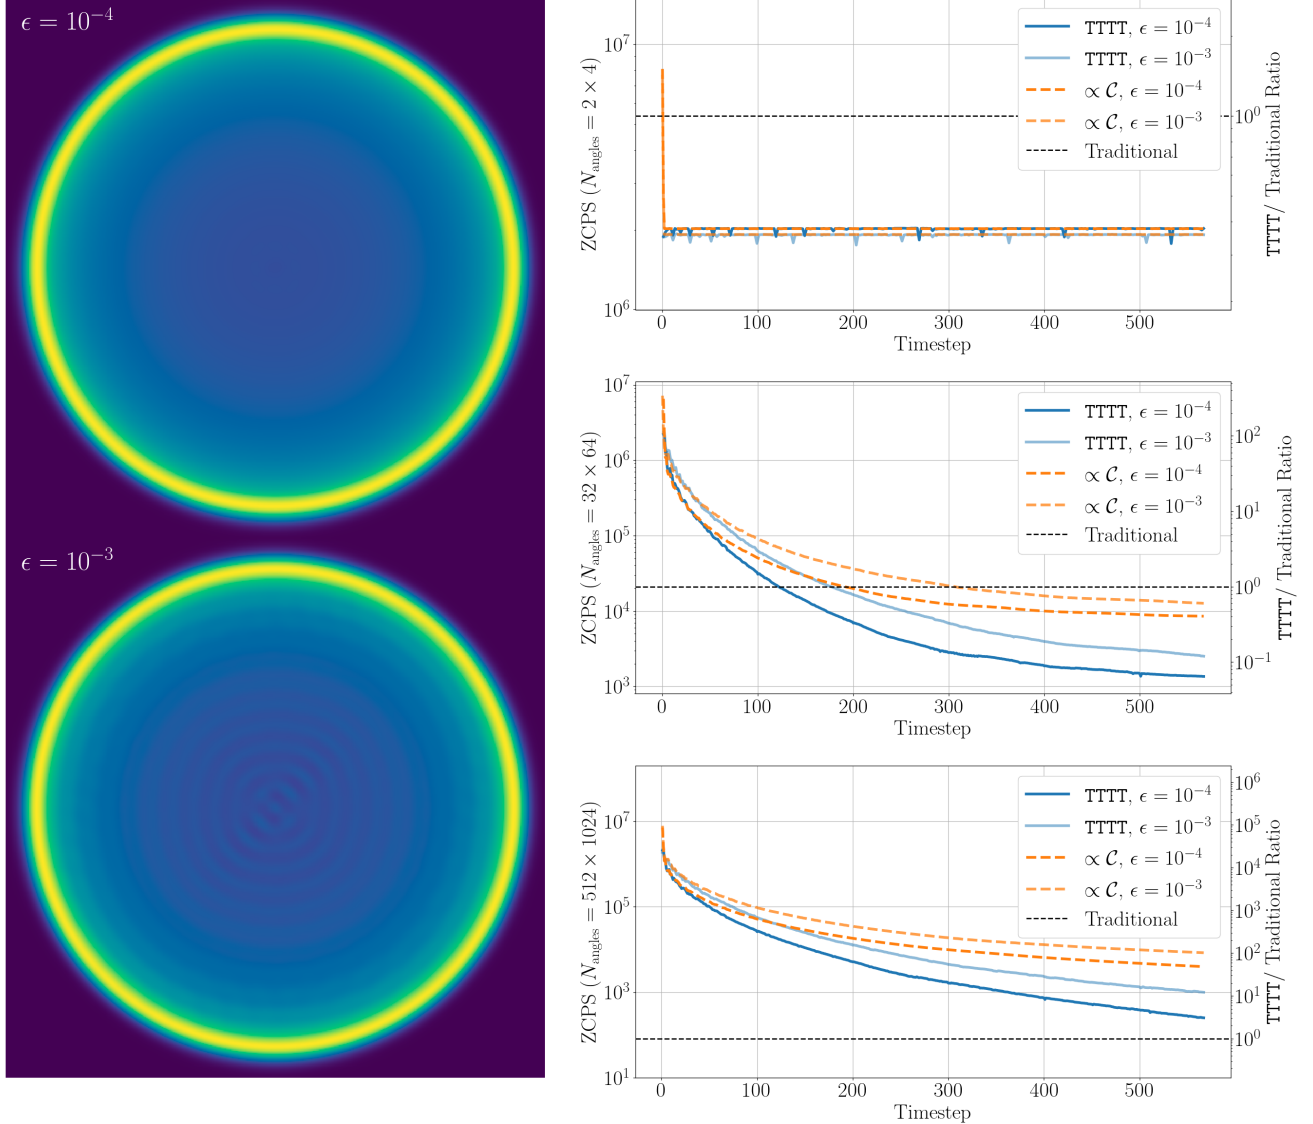 ϵ = 10⁻⁴
ϵ = 10⁻³
ZCPS (N_angles = 2 × 4)
10⁷
10⁶
0 100 200 300 400 500
Timestep
TTTT, ϵ = 10⁻⁴
TTTT, ϵ = 10⁻³
∝ 𝒞, ϵ = 10⁻⁴
∝ 𝒞, ϵ = 10⁻³
Traditional
10⁰
TTTT/ Traditional Ratio
ZCPS (N_angles = 32 × 64)
10⁷
10⁶
10⁵
10⁴
10³
0 100 200 300 400 500
Timestep
TTTT, ϵ = 10⁻⁴
TTTT, ϵ = 10⁻³
∝ 𝒞, ϵ = 10⁻⁴
∝ 𝒞, ϵ = 10⁻³
Traditional
10²
10¹
10⁰
10⁻¹
TTTT/ Traditional Ratio
ZCPS (N_angles = 512 × 1024)
10⁷
10⁵
10³
10¹
0 100 200 300 400 500
Timestep
TTTT, ϵ = 10⁻⁴
TTTT, ϵ = 10⁻³
∝ 𝒞, ϵ = 10⁻⁴
∝ 𝒞, ϵ = 10⁻³
Traditional
10⁶
10⁵
10⁴
10³
10²
10¹
10⁰
TTTT/ Traditional Ratio